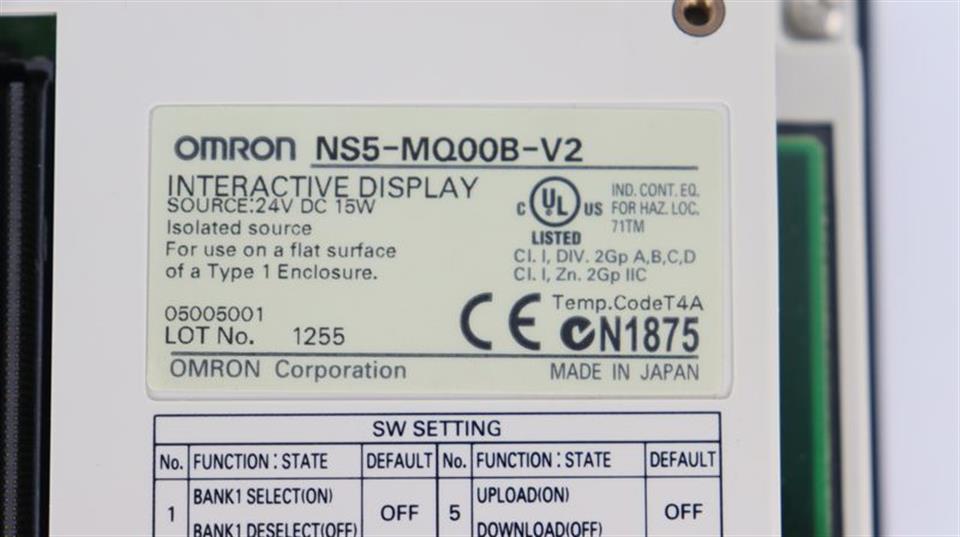 OMRON NS5-MQ00B-V2
INTERACTIVE DISPLAY
SOURCE:24V DC 15W
Isolated source
For use on a flat surface
of a Type 1 Enclosure.
C UL US
LISTED
IND. CONT. EQ.
FOR HAZ. LOC.
71TM
Cl. I, DIV. 2Gp A,B,C,D
Cl. I, Zn. 2Gp IIC
Temp.CodeT4A
05005001
LOT No. 1255
CE N1875
OMRON Corporation MADE IN JAPAN
SW SETTING
No. FUNCTION : STATE DEFAULT No. FUNCTION : STATE DEFAULT
1 BANK1 SELECT(ON) OFF 5 UPLOAD(ON) OFF
BANK1 DESELECT(OFF) DOWNLOAD(OFF)